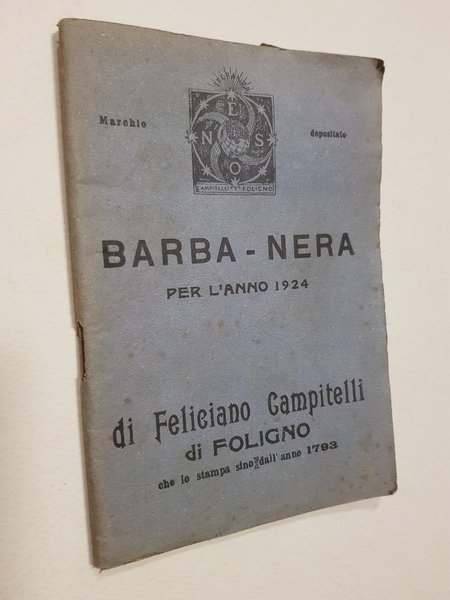 Marchio depositato
E
N S
O
CAMPITELLI FOLIGNO
BARBA - NERA
PER L'ANNO 1924
di Feliciano Campitelli
di FOLIGNO
che lo stampa sino dall'anno 1793